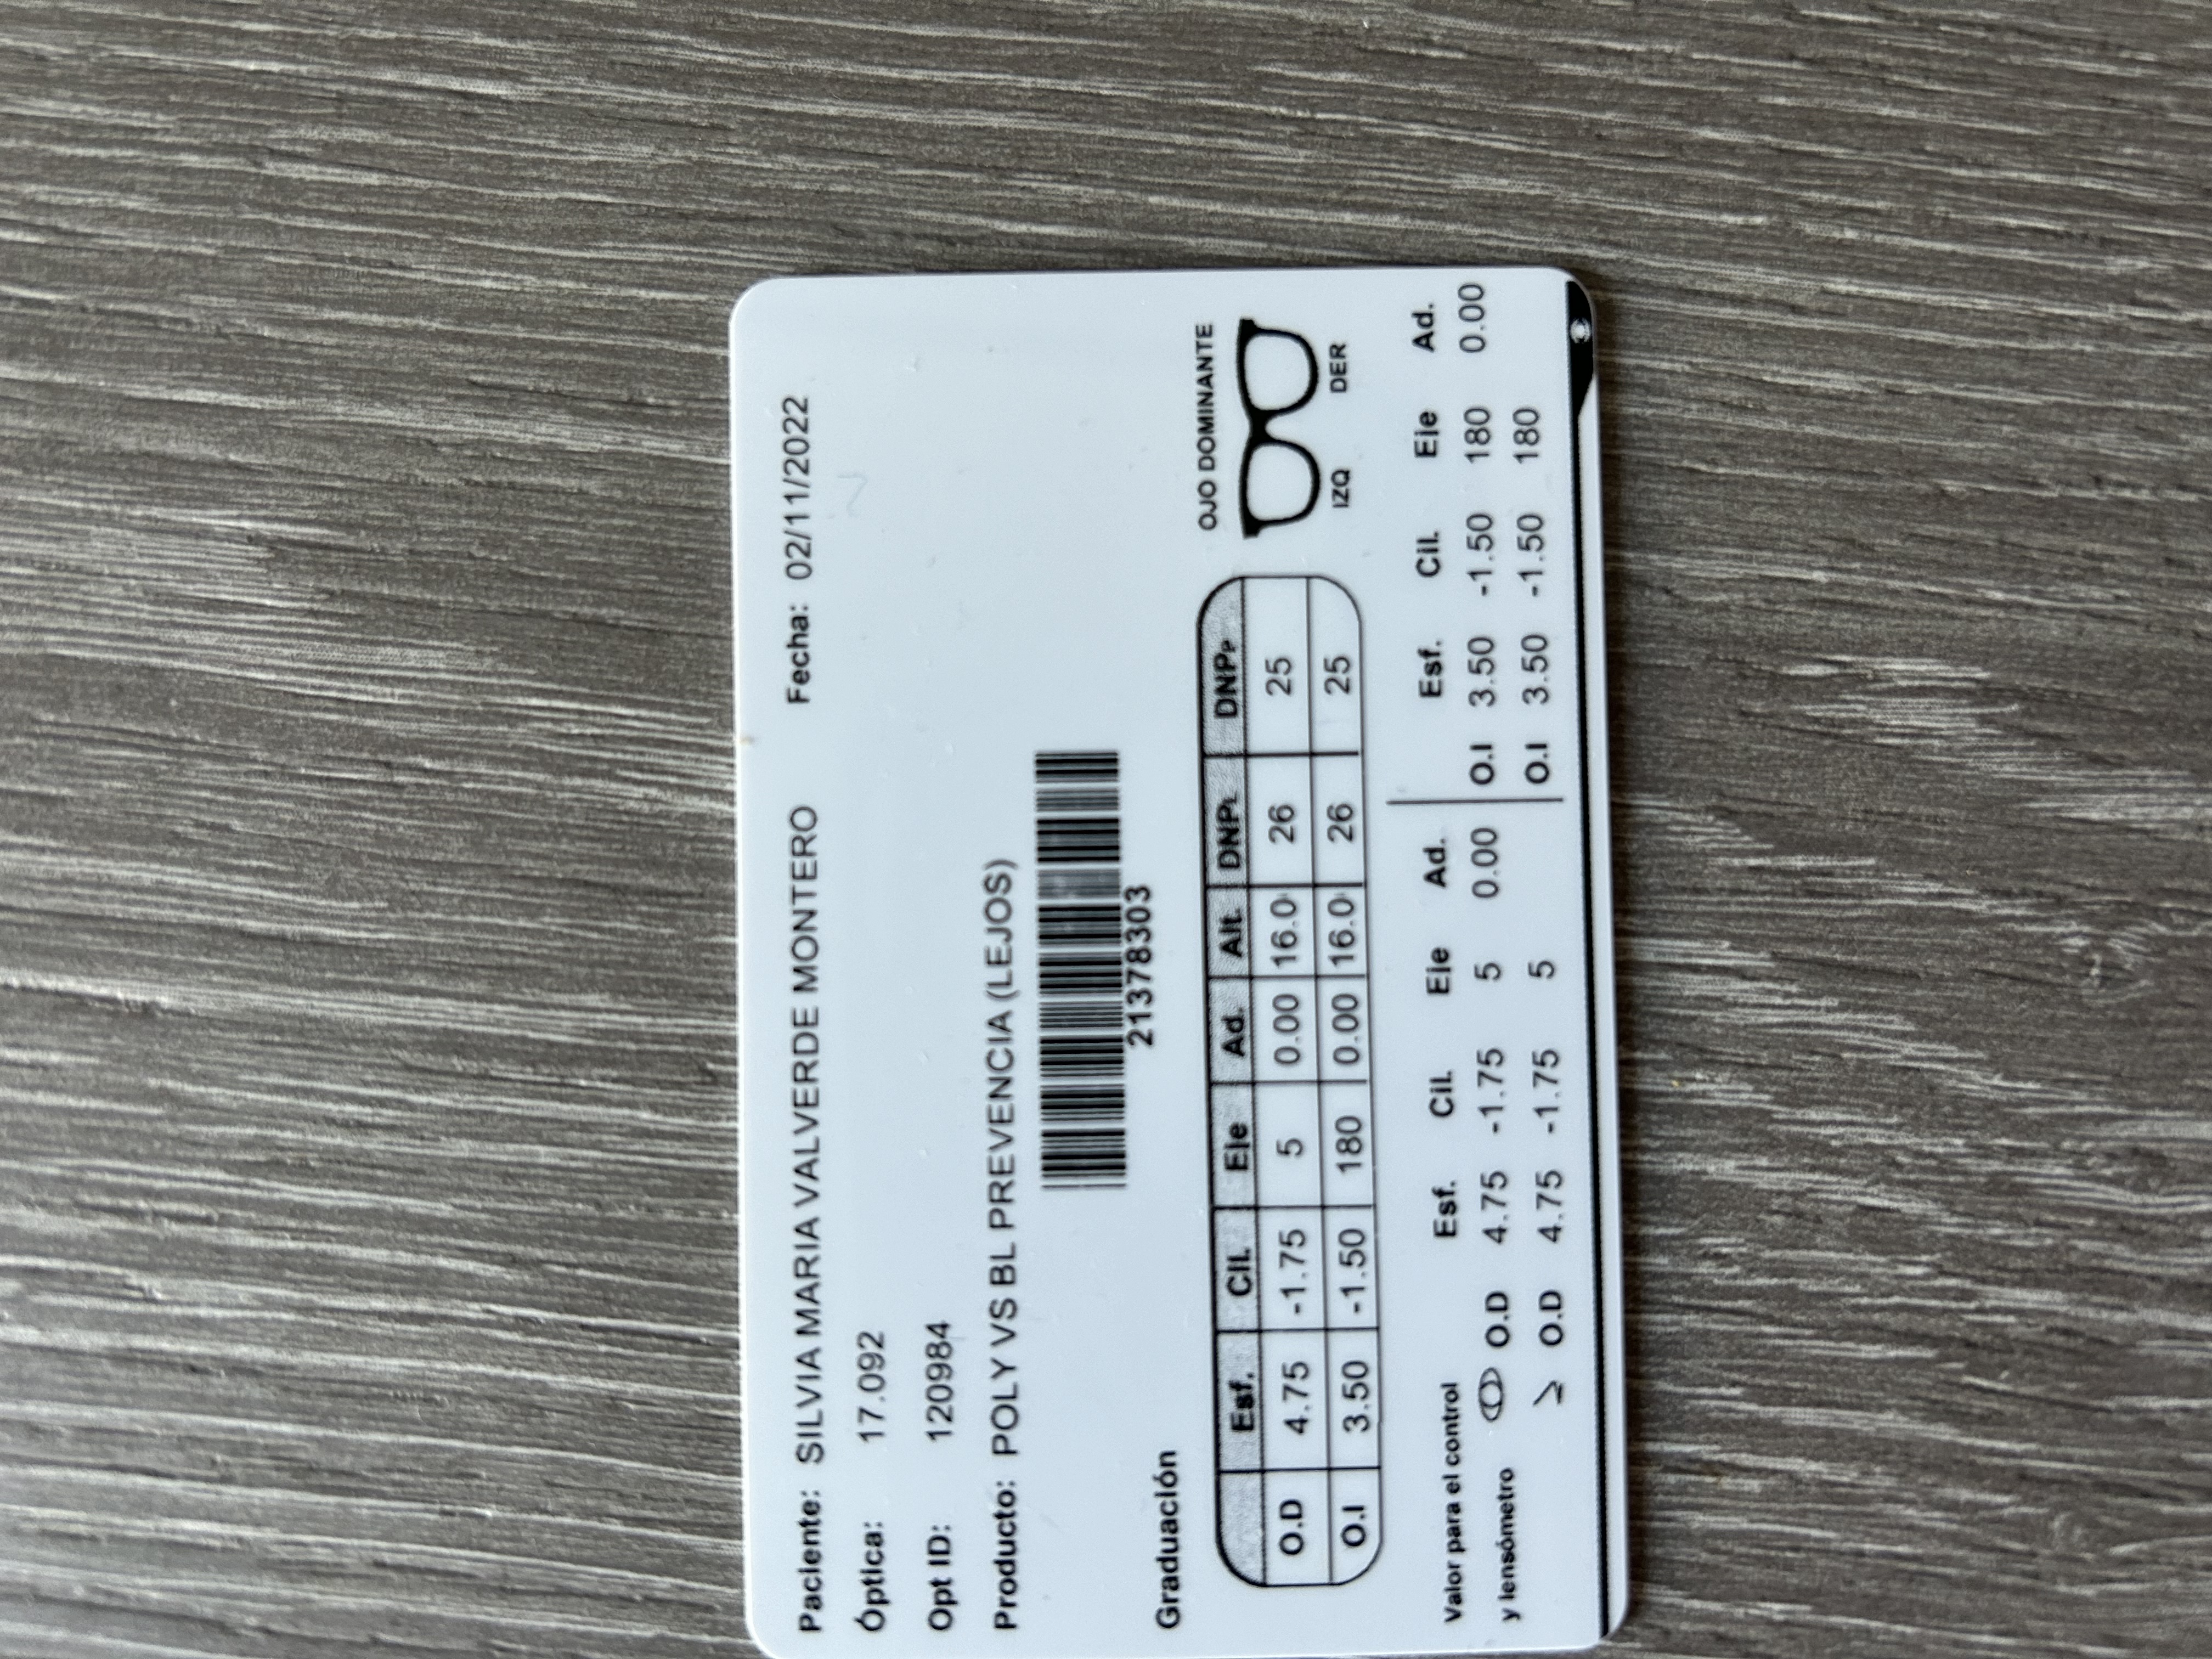 Paciente: SILVIA MARIA VALVERDE MONTERO Fecha: 02/11/2022
Óptica: 17.092
Opt ID: 120984
Producto: POLY VS BL PREVENCIA (LEJOS)
213783303
Graduación
OJO DOMINANTE
IZQ DER
Esf. Cil. Eje Ad. Alt. DNPL DNPP
O.D 4.75 -1.75 5 0.00 16.0 26 25
O.I 3.50 -1.50 180 0.00 16.0 26 25
Valor para el control
y lensómetro
Esf. Cil. Eje Ad. Esf. Cil. Eje Ad.
O.D 4.75 -1.75 5 0.00 O.I 3.50 -1.50 180 0.00
O.D 4.75 -1.75 5 O.I 3.50 -1.50 180